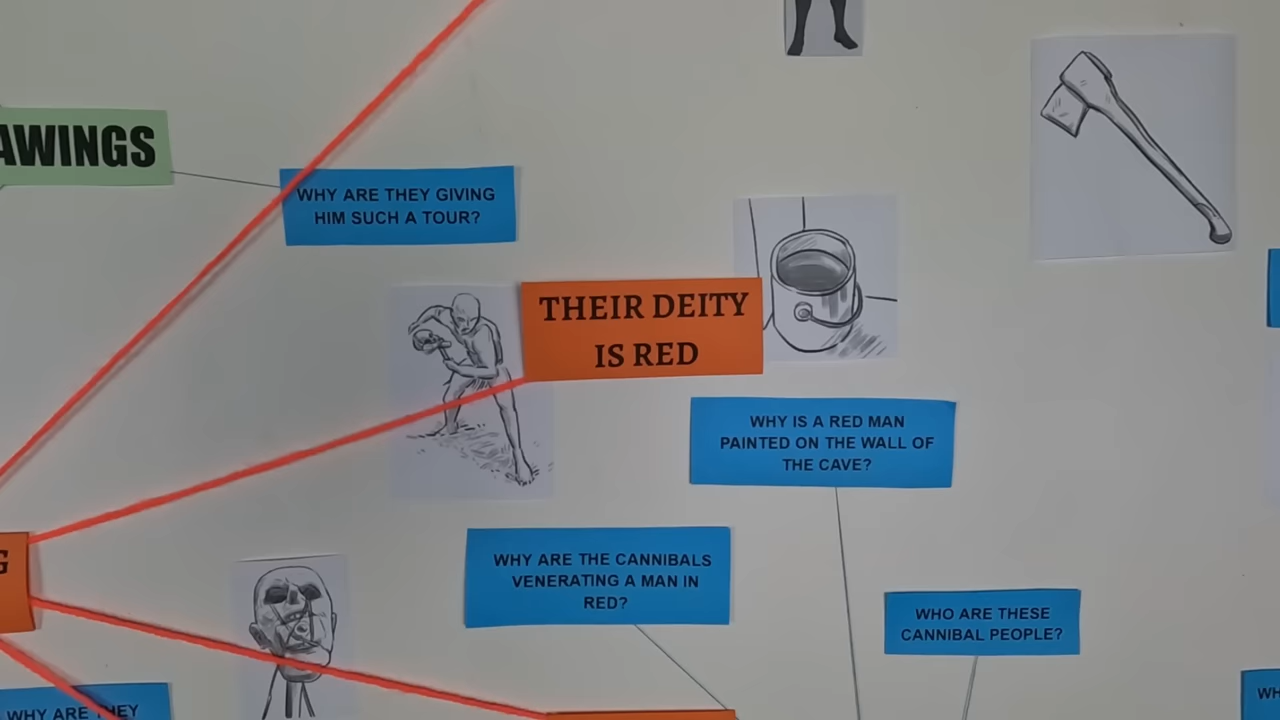 AWINGS
WHY ARE THEY GIVING
HIM SUCH A TOUR?
THEIR DEITY
IS RED
WHY IS A RED MAN
PAINTED ON THE WALL OF
THE CAVE?
G
WHY ARE THE CANNIBALS
VENERATING A MAN IN
RED?
WHO ARE THESE
CANNIBAL PEOPLE?
WHY ARE THEY
WH